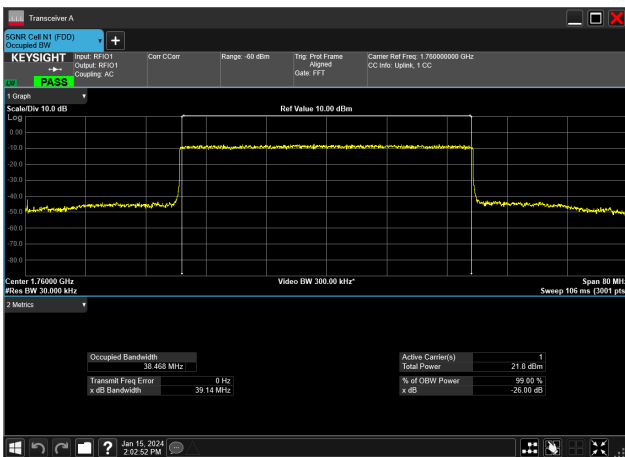 Transceiver A
5GNR Cell N1 (FDD)
Occupied BW
KEYSIGHT
LV
PASS
Input: RFIO1
Output: RFIO1
Coupling: AC
Corr CCorr
Range: -60 dBm
Trig: Prot Frame
Aligned
Gate: FFT
Carrier Ref Freq: 1.760000000 GHz
CC Info: Uplink, 1 CC
1 Graph
Scale/Div 10.0 dB
Ref Value 10.00 dBm
Log
0.00
-10.0
-20.0
-30.0
-40.0
-50.0
-60.0
-70.0
-80.0
Center 1.76000 GHz
Video BW 300.00 kHz*
Span 80 MHz
#Res BW 30.000 kHz
Sweep 106 ms (3001 pts)
2 Metrics
Occupied Bandwidth
38.468 MHz
Transmit Freq Error 0 Hz
x dB Bandwidth 39.14 MHz
Active Carrier(s) 1
Total Power 21.8 dBm
% of OBW Power 99.00 %
x dB -26.00 dB
?
Jan 15, 2024
2:02:52 PM